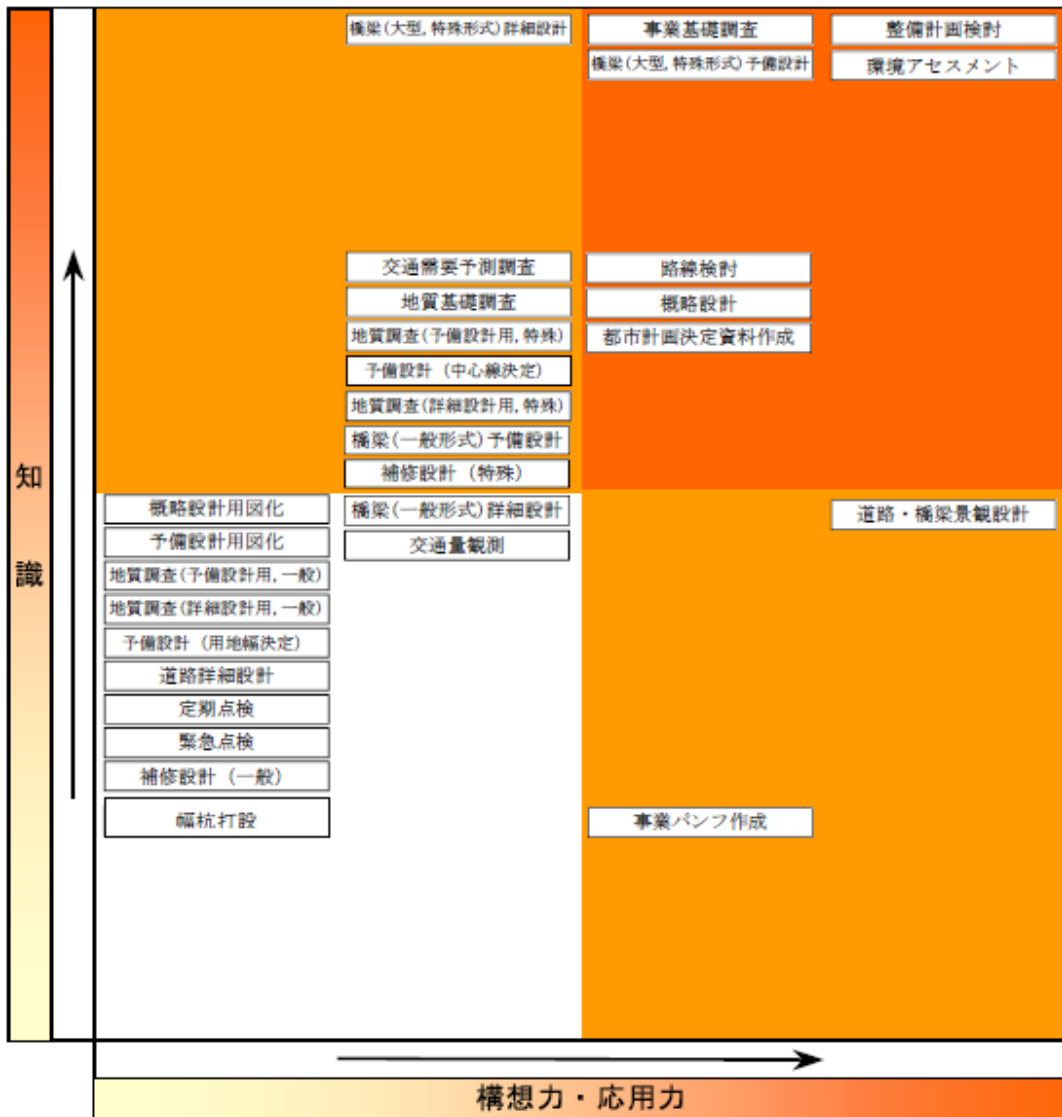 橋梁(大型,特殊形式)詳細設計
事業基礎調査
整備計画検討
橋梁(大型,特殊形式)予備設計
環境アセスメント
交通需要予測調査
路線検討
地質基礎調査
概略設計
地質調査(予備設計用,特殊)
都市計画決定資料作成
予備設計 (中心線決定)
地質調査(詳細設計用,特殊)
橋梁(一般形式)予備設計
補修設計 (特殊)
知識
概略設計用図化
橋梁(一般形式)詳細設計
道路・橋梁景観設計
予備設計用図化
交通量観測
地質調査(予備設計用,一般)
地質調査(詳細設計用,一般)
予備設計 (用地幅決定)
道路詳細設計
定期点検
緊急点検
補修設計 (一般)
幅杭打設
事業パンフ作成
構想力・応用力